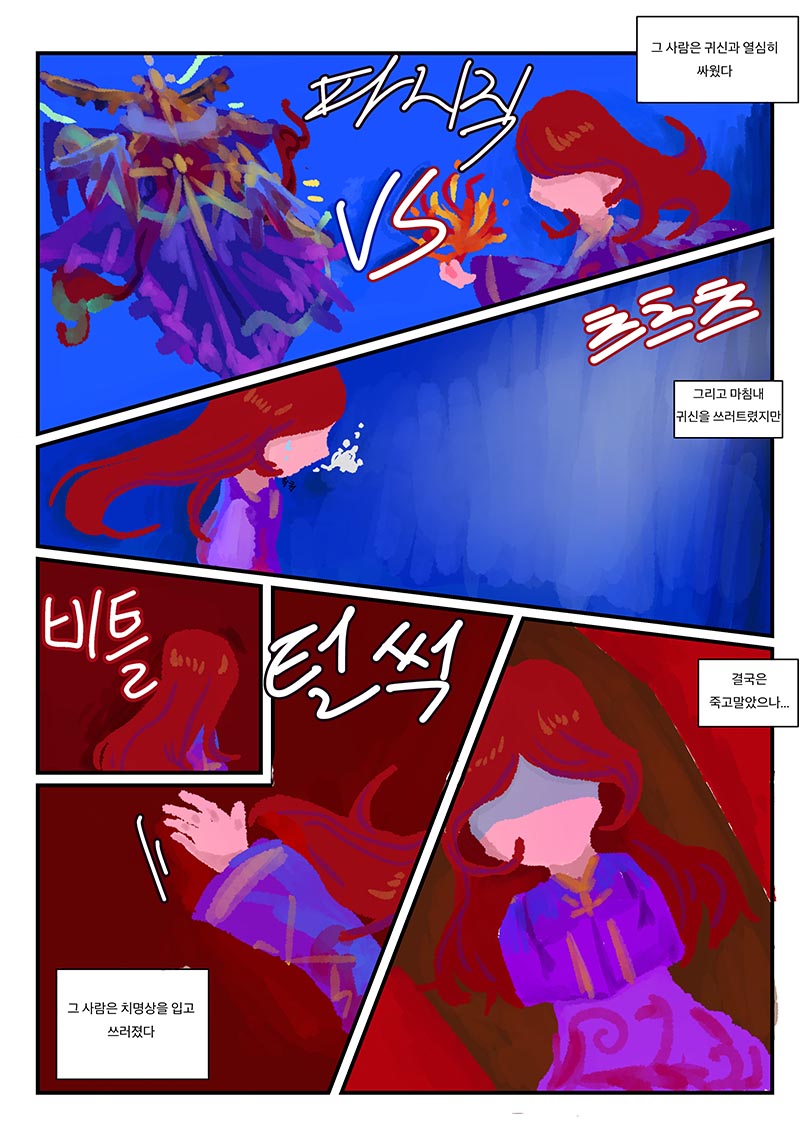 그 사람은 귀신과 열심히
싸웠다
파지직
VS
츠츠츠
그리고 마침내
귀신을 쓰러트렸지만
비틀
털썩
그 사람은 치명상을 입고
쓰러졌다
결국은
죽고말았으나...